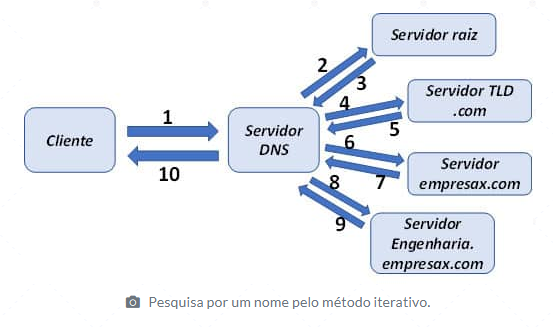 Servidor raiz
2
3
Servidor TLD
.com
4
5
1
Cliente
Servidor
DNS
6
7
Servidor
empresax.com
10
8
9
Servidor
Engenharia.
empresax.com
Pesquisa por um nome pelo método iterativo.